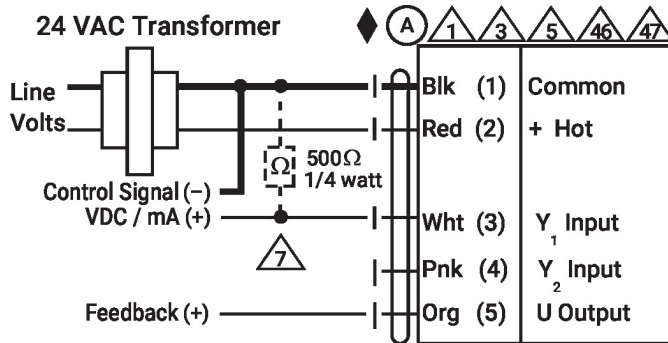 24 VAC Transformer
A 1 3 5 46 47
Line
Volts
Blk (1) Common
Red (2) + Hot
Ω 500Ω
1/4 watt
Control Signal (−)
VDC / mA (+)
7
Wht (3) Y1 Input
Pnk (4) Y2 Input
Feedback (+)
Org (5) U Output